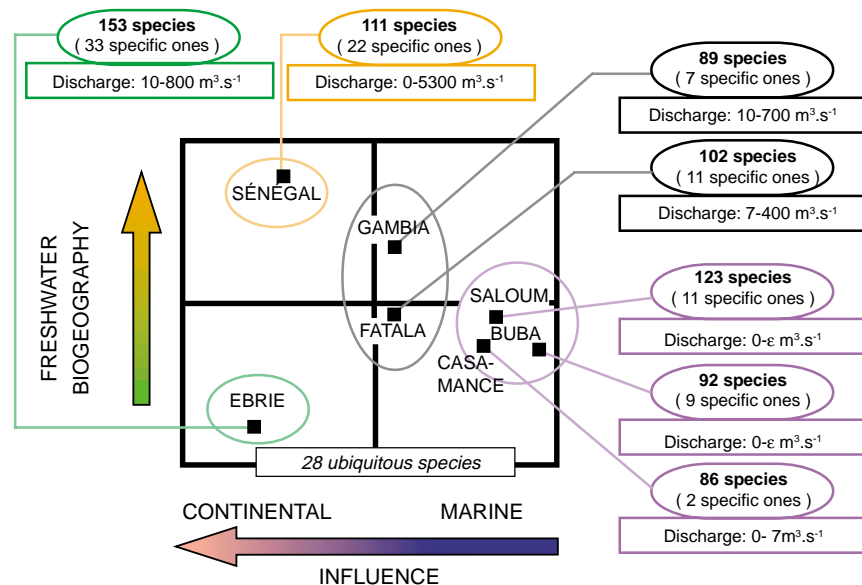 153 species
( 33 specific ones )
Discharge: 10-800 m³.s⁻¹
111 species
( 22 specific ones )
Discharge: 0-5300 m³.s⁻¹
89 species
( 7 specific ones )
Discharge: 10-700 m³.s⁻¹
102 species
( 11 specific ones )
Discharge: 7-400 m³.s⁻¹
123 species
( 11 specific ones )
Discharge: 0-ε m³.s⁻¹
92 species
( 9 specific ones )
Discharge: 0-ε m³.s⁻¹
86 species
( 2 specific ones )
Discharge: 0- 7m³.s⁻¹
FRESHWATER
BIOGEOGRAPHY
SÉNÉGAL
GAMBIA
FATALA
SALOUM
BUBA
CASA-
MANCE
EBRIE
28 ubiquitous species
CONTINENTAL
MARINE
INFLUENCE